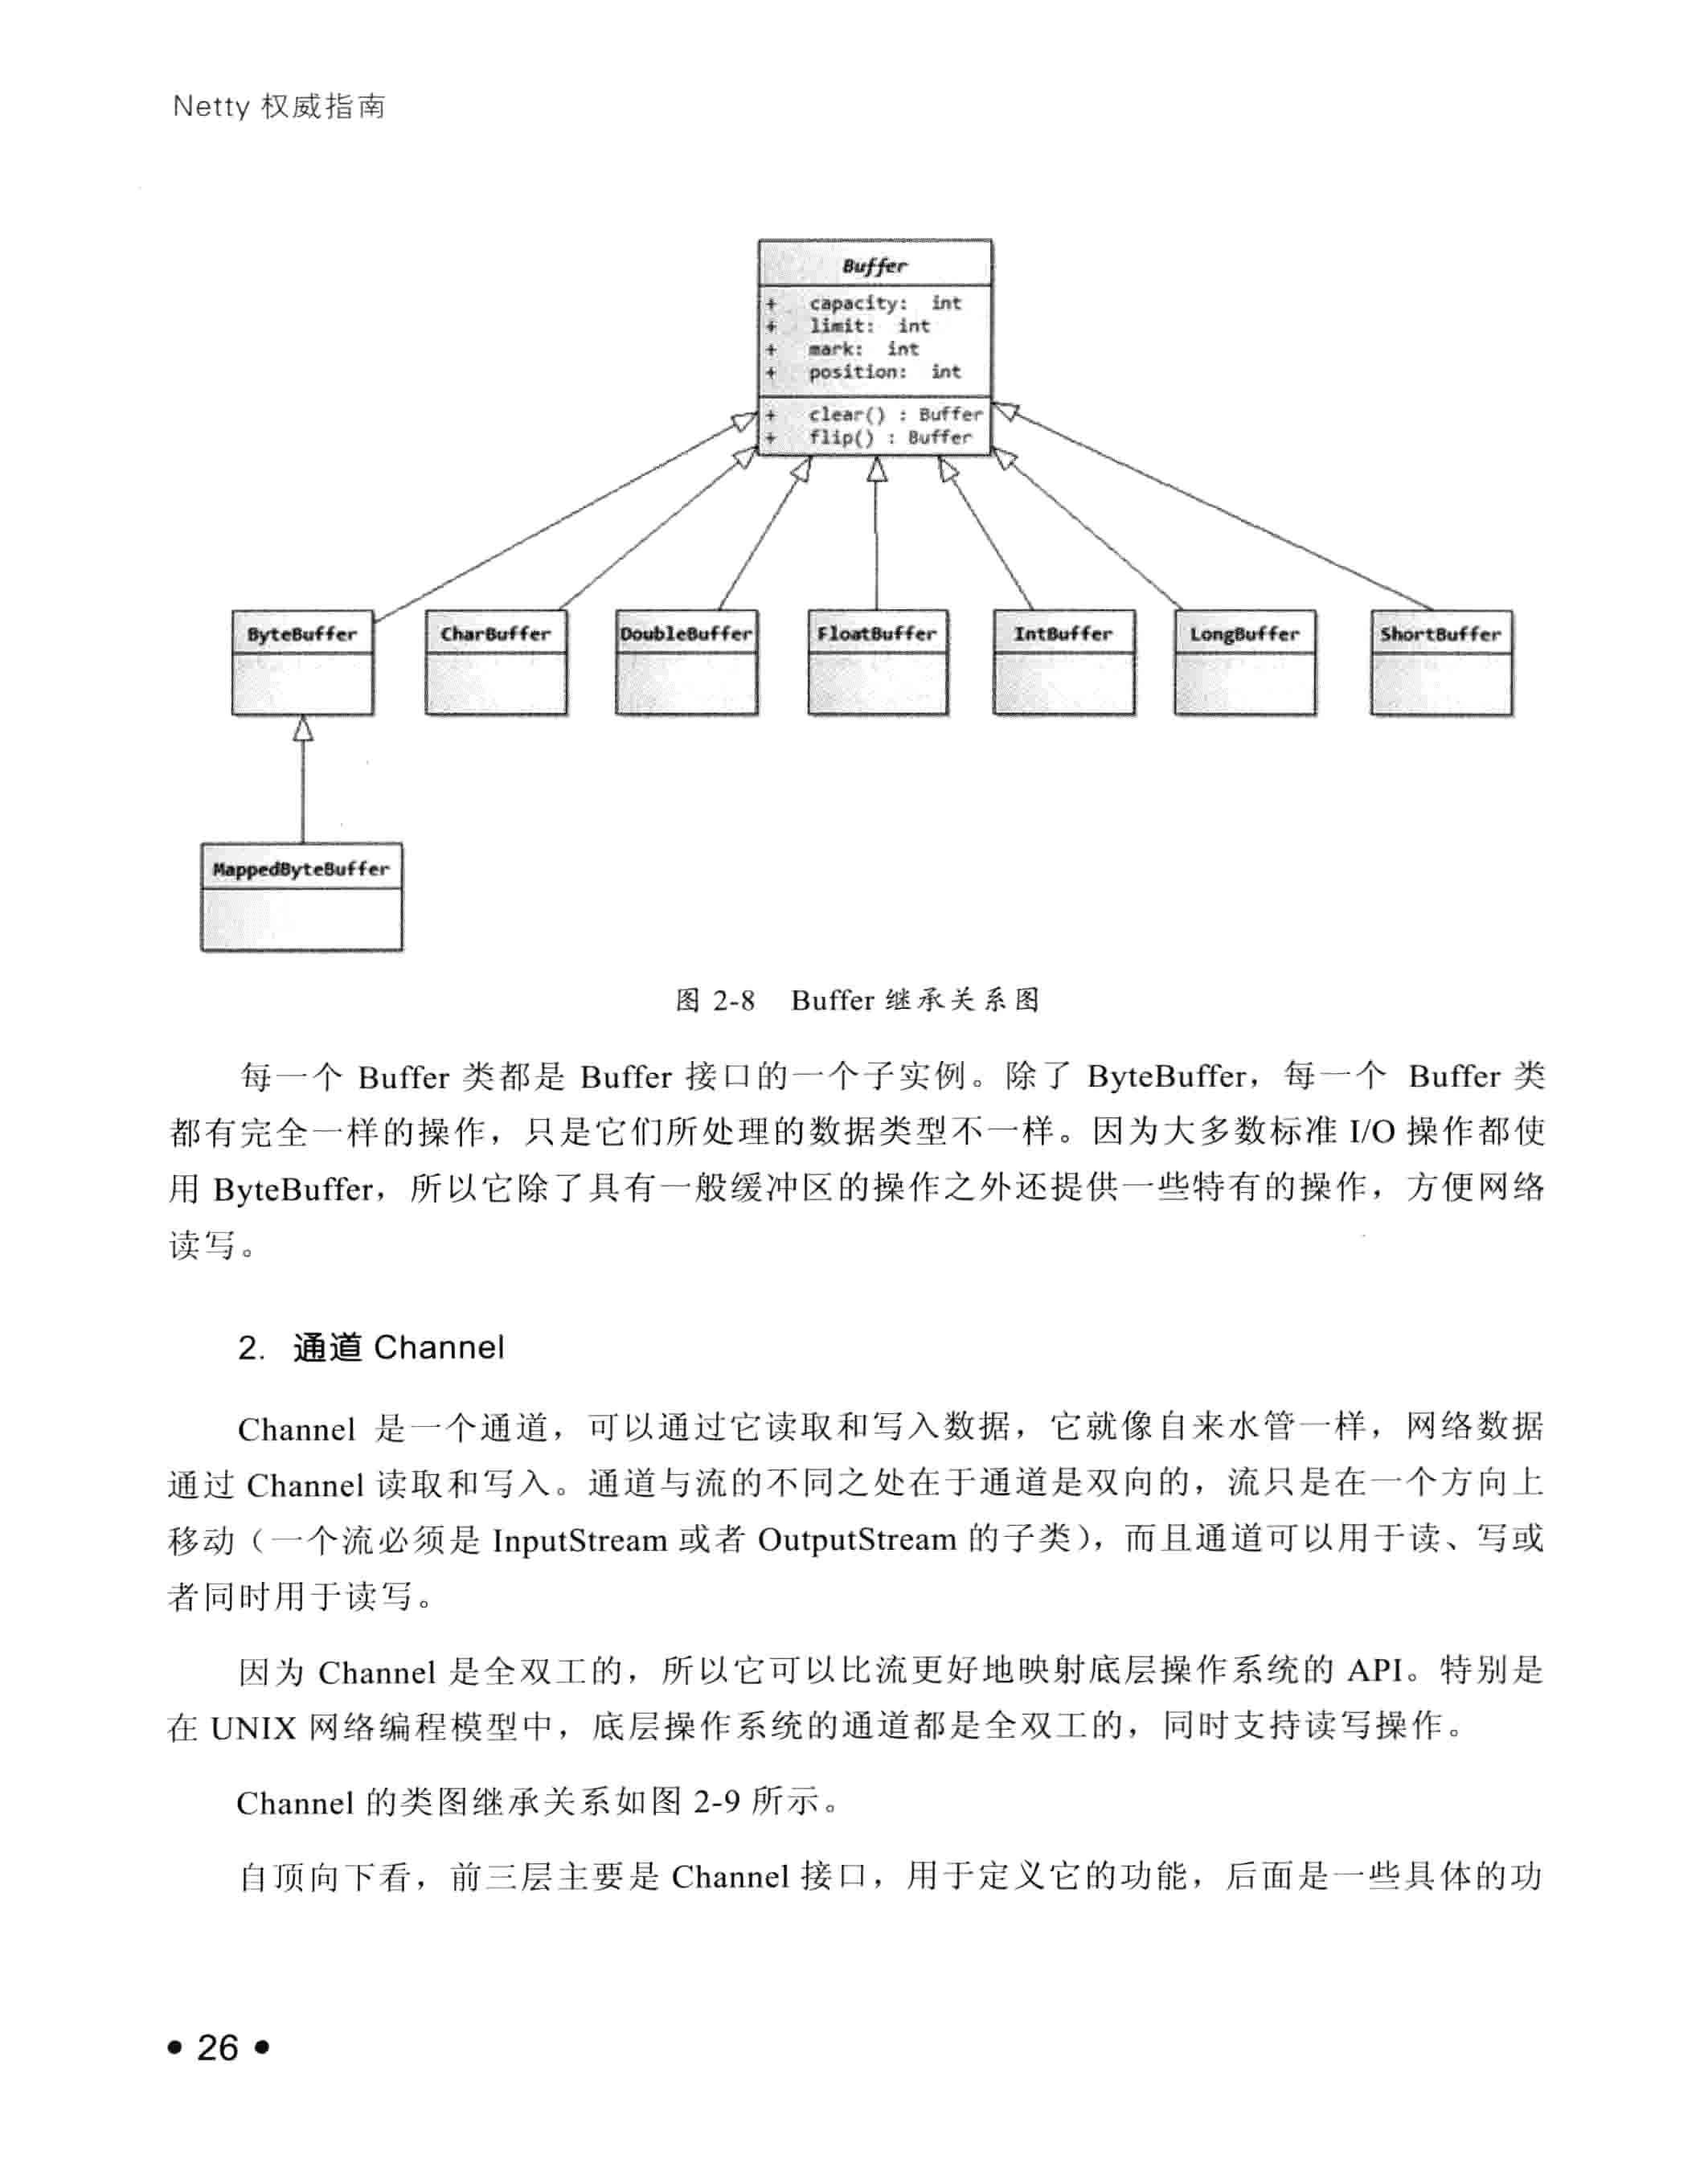 Netty 权威指南
Buffer
+ capacity: int
+ limit: int
+ mark: int
+ position: int
+ clear() : Buffer
+ flip() : Buffer
ByteBuffer CharBuffer DoubleBuffer FloatBuffer IntBuffer LongBuffer ShortBuffer
MappedByteBuffer
图 2-8 Buffer 继承关系图
每一个 Buffer 类都是 Buffer 接口的一个子实例。除了 ByteBuffer，每一个 Buffer 类
都有完全一样的操作，只是它们所处理的数据类型不一样。因为大多数标准 I/O 操作都使
用 ByteBuffer，所以它除了具有一般缓冲区的操作之外还提供一些特有的操作，方便网络
读写。
2. 通道 Channel
Channel 是一个通道，可以通过它读取和写入数据，它就像自来水管一样，网络数据
通过 Channel 读取和写入。通道与流的不同之处在于通道是双向的，流只是在一个方向上
移动（一个流必须是 InputStream 或者 OutputStream 的子类），而且通道可以用于读、写或
者同时用于读写。
因为 Channel 是全双工的，所以它可以比流更好地映射底层操作系统的 API。特别是
在 UNIX 网络编程模型中，底层操作系统的通道都是全双工的，同时支持读写操作。
Channel 的类图继承关系如图 2-9 所示。
自顶向下看，前三层主要是 Channel 接口，用于定义它的功能，后面是一些具体的功
• 26 •